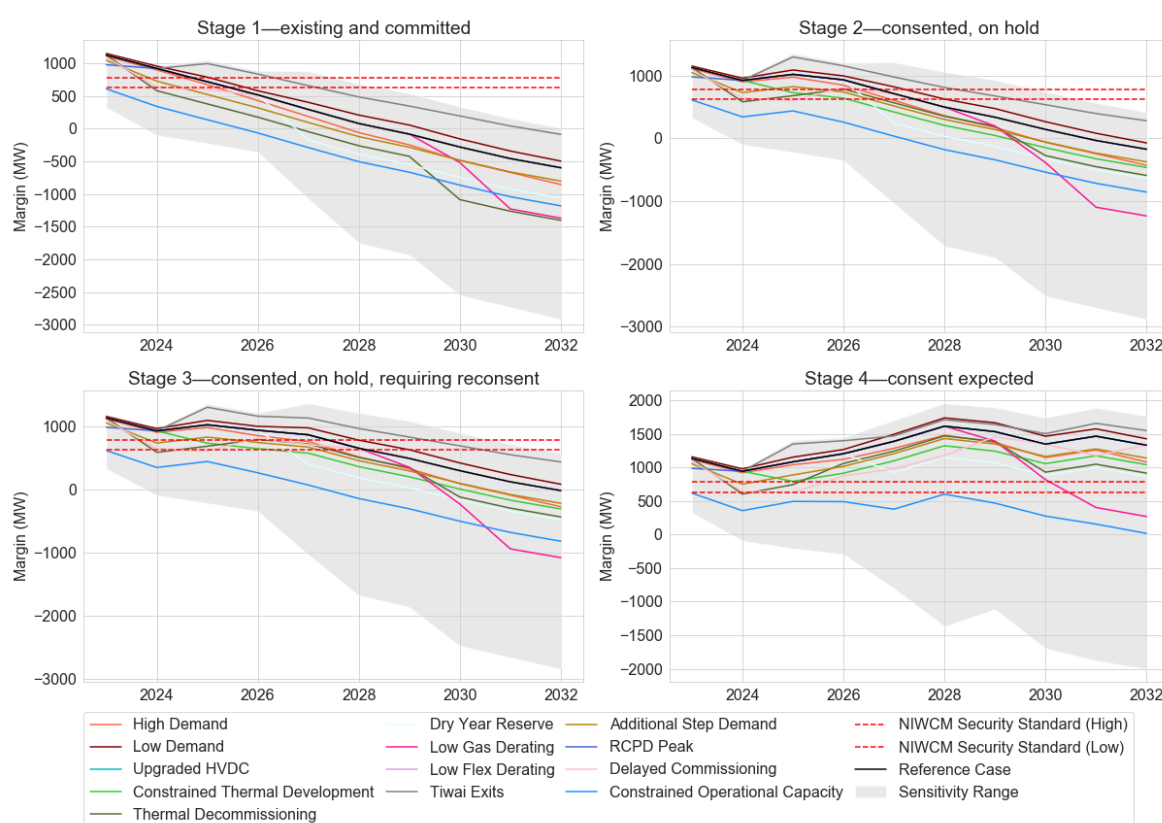 Stage 1—existing and committed
Stage 2—consented, on hold
Margin (MW)
1000
500
0
−500
−1000
−1500
−2000
−2500
−3000
2024
2026
2028
2030
2032
Margin (MW)
1000
0
−1000
−2000
−3000
2024
2026
2028
2030
2032
Stage 3—consented, on hold, requiring reconsent
Stage 4—consent expected
Margin (MW)
1000
0
−1000
−2000
−3000
2024
2026
2028
2030
2032
Margin (MW)
2000
1500
1000
500
0
−500
−1000
−1500
−2000
2024
2026
2028
2030
2032
High Demand
Low Demand
Upgraded HVDC
Constrained Thermal Development
Thermal Decommissioning
Dry Year Reserve
Low Gas Derating
Low Flex Derating
Tiwai Exits
Additional Step Demand
RCPD Peak
Delayed Commissioning
Constrained Operational Capacity
NIWCM Security Standard (High)
NIWCM Security Standard (Low)
Reference Case
Sensitivity Range